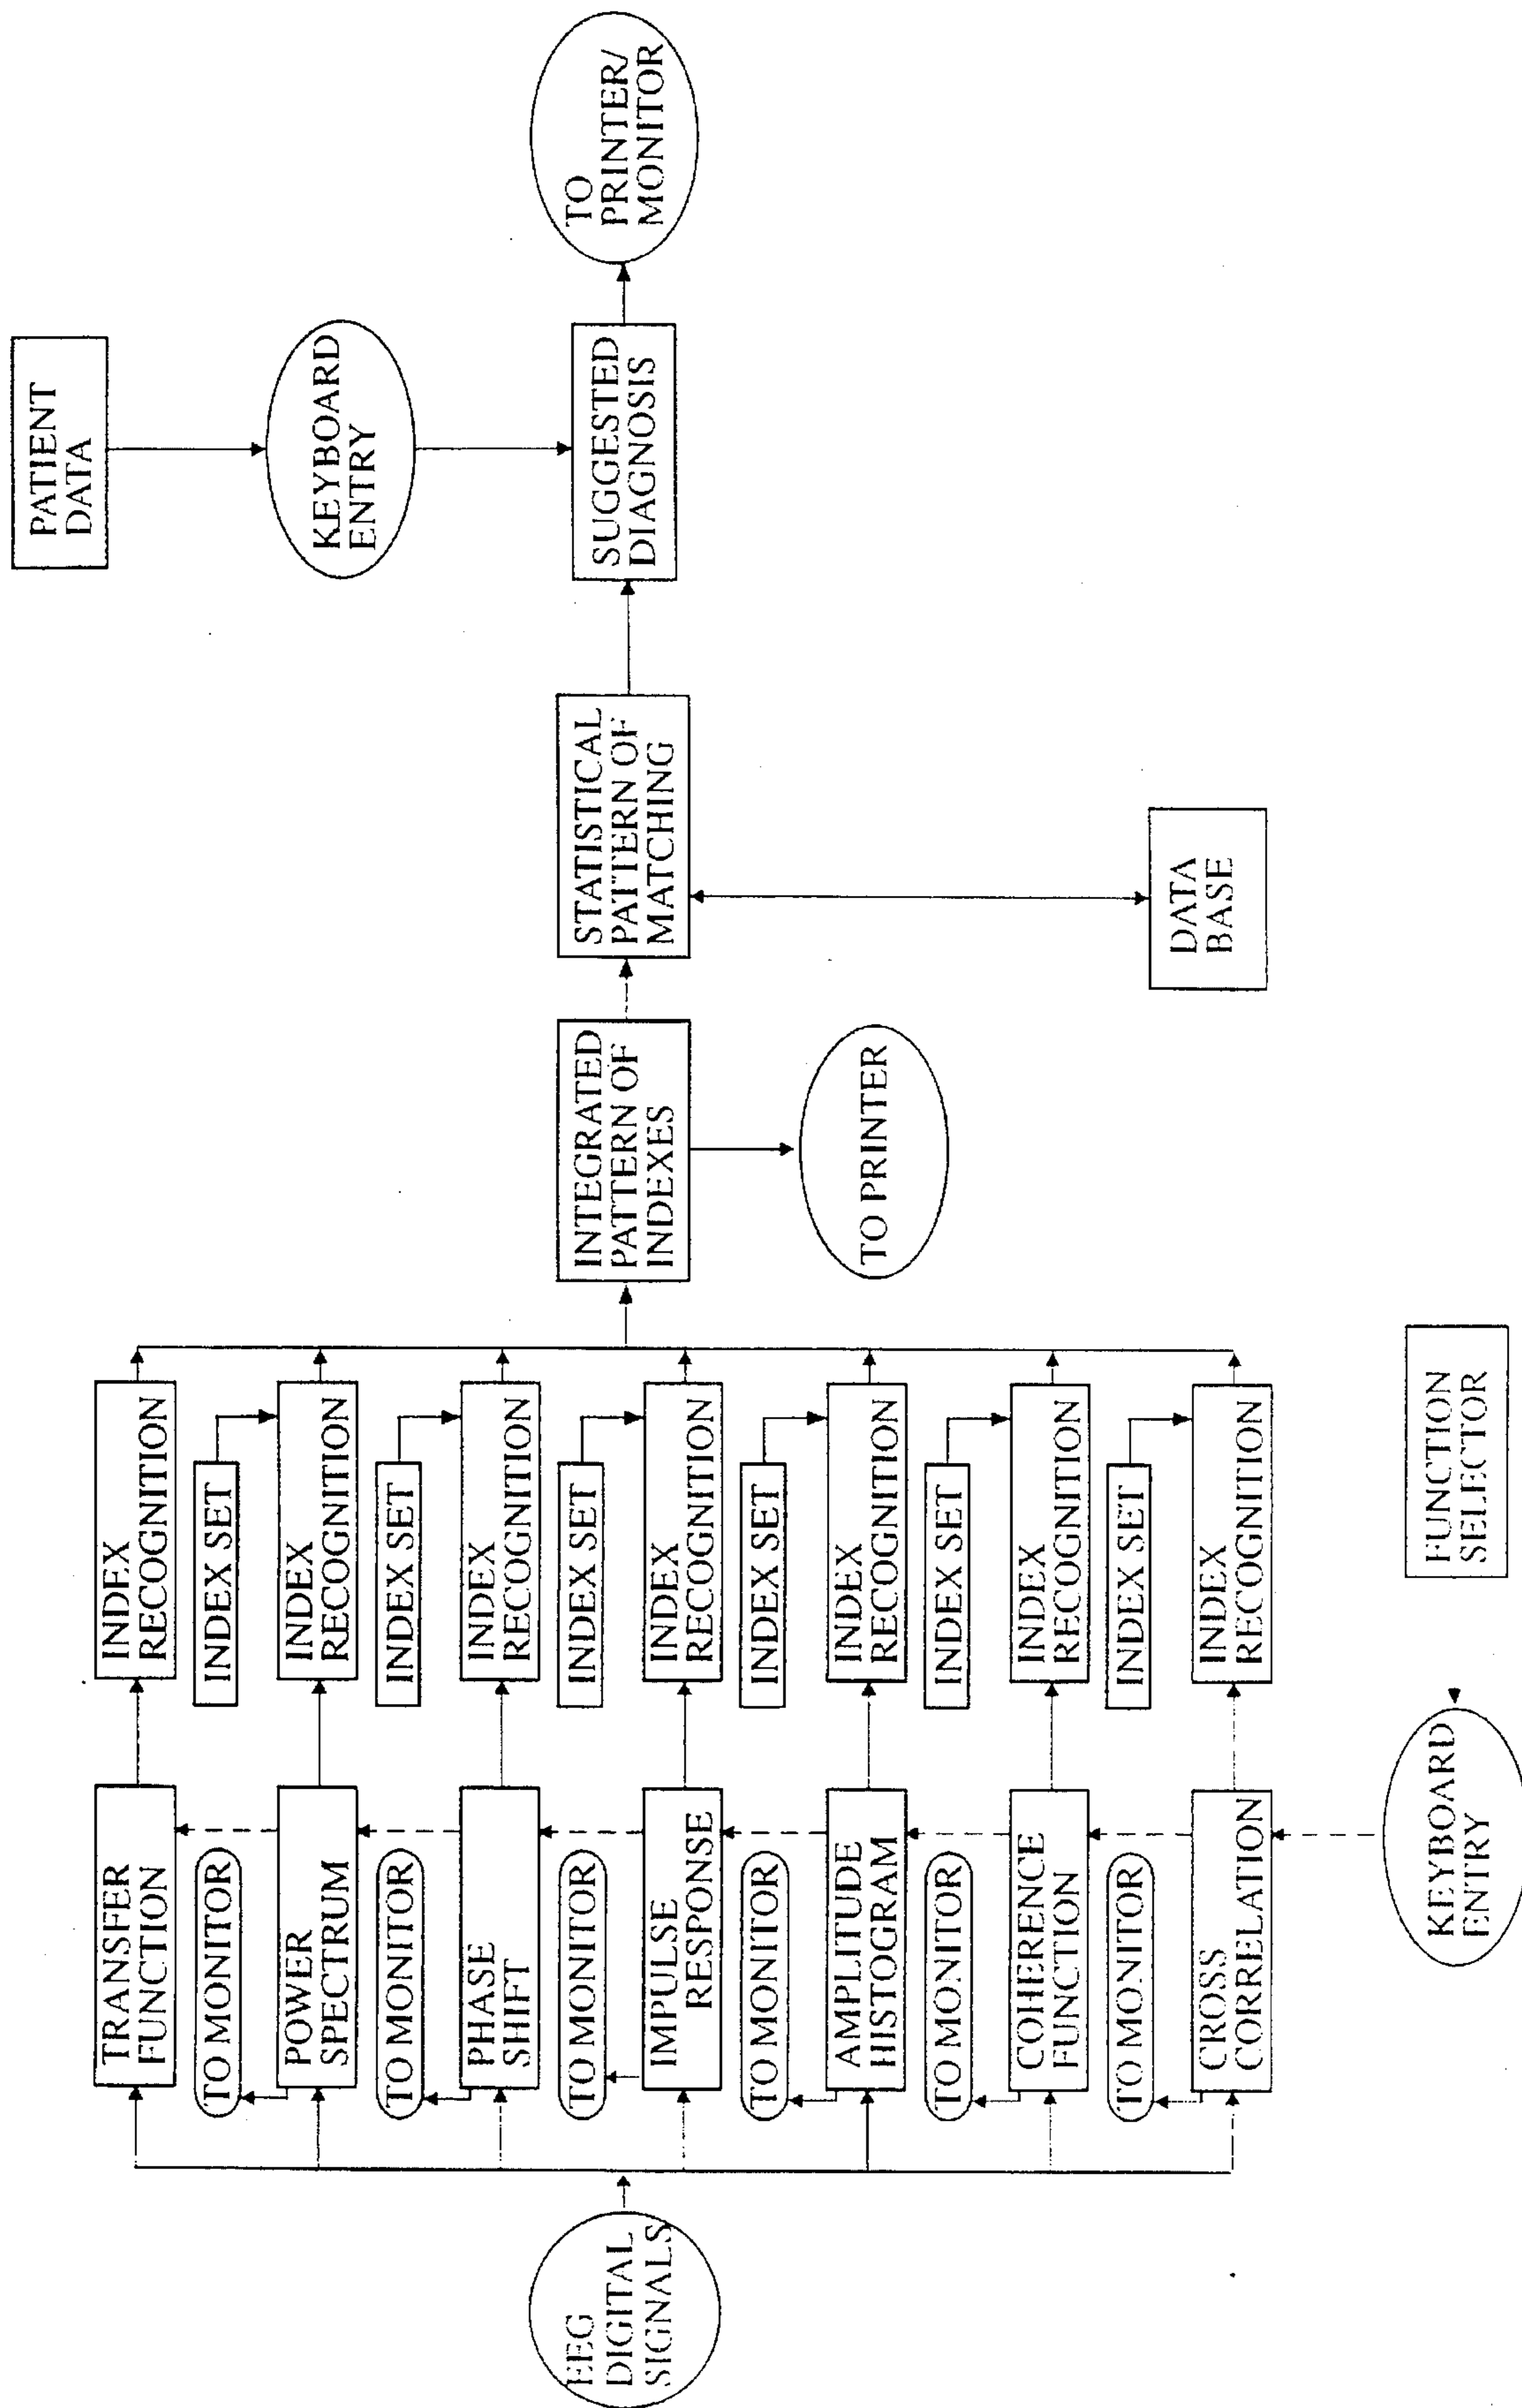 EEG
DIGITAL
SIGNALS
TRANSFER
FUNCTION
TO MONITOR
POWER
SPECTRUM
TO MONITOR
PHASE
SHIFT
TO MONITOR
IMPULSE
RESPONSE
TO MONITOR
AMPLITUDE
HISTOGRAM
TO MONITOR
COHERENCE
FUNCTION
TO MONITOR
CROSS
CORRELATION
KEYBOARD
ENTRY
INDEX
RECOGNITION
INDEX SET
INDEX
RECOGNITION
INDEX SET
INDEX
RECOGNITION
INDEX SET
INDEX
RECOGNITION
INDEX SET
INDEX
RECOGNITION
INDEX SET
INDEX
RECOGNITION
INDEX SET
INDEX
RECOGNITION
FUNCTION
SELECTOR
INTEGRATED
PATTERN OF
INDEXES
TO PRINTER
STATISTICAL
PATTERN OF
MATCHING
DATA
BASE
PATIENT
DATA
KEYBOARD
ENTRY
SUGGESTED
DIAGNOSIS
TO
PRINTER/
MONITOR